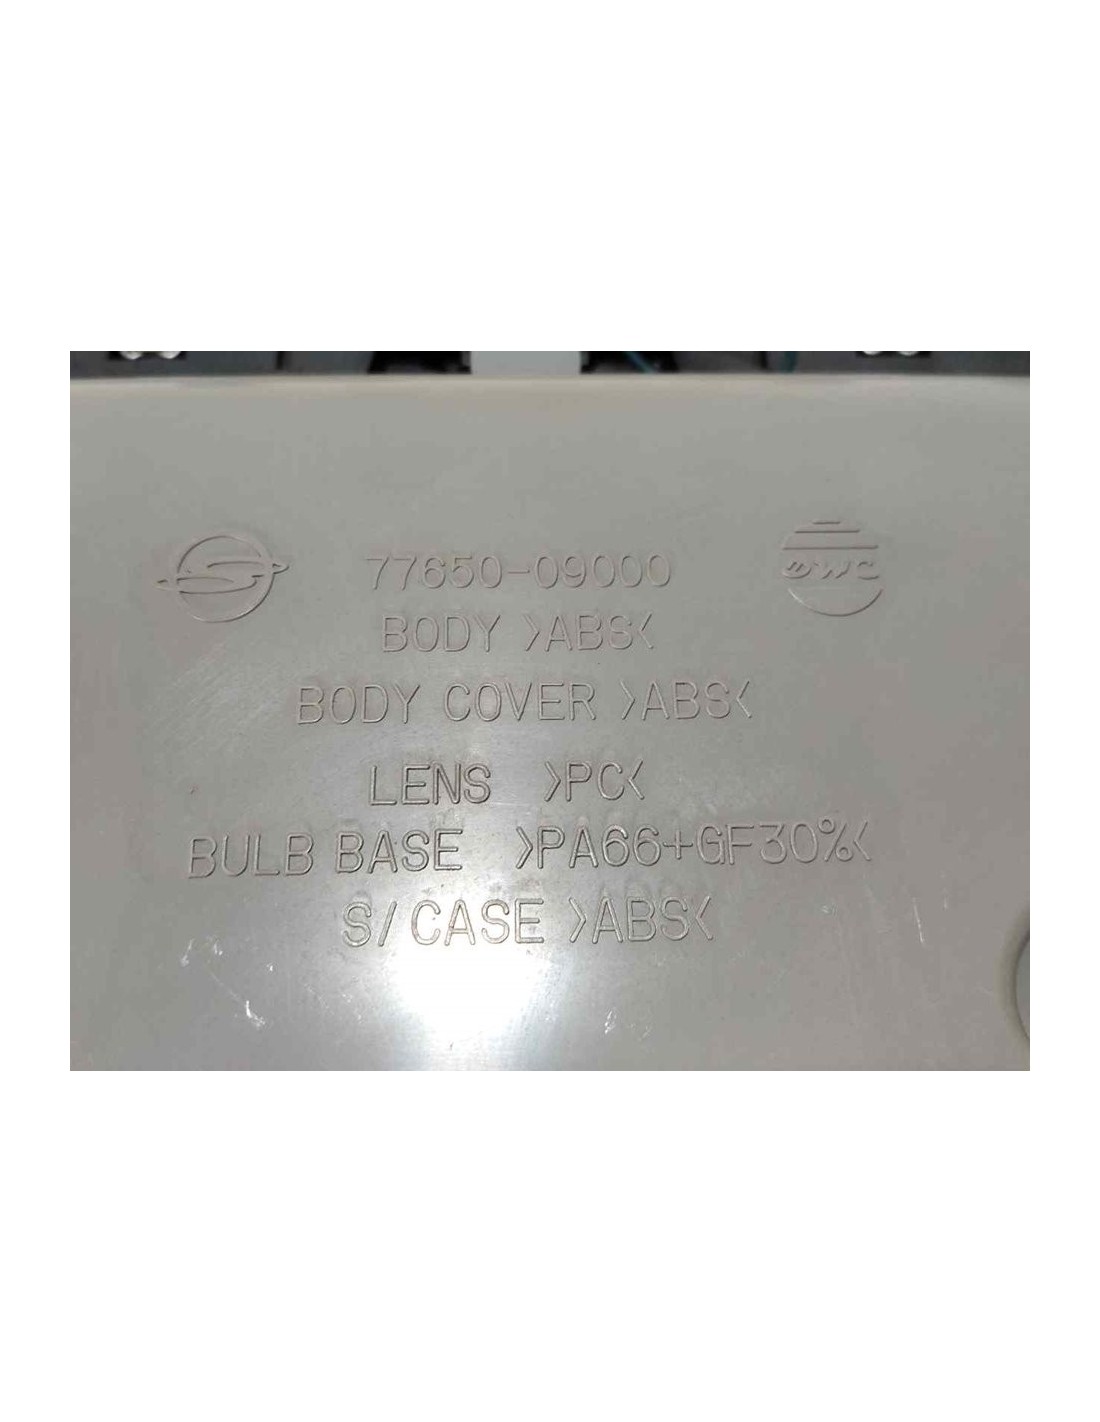 77650-09000
BODY >ABS<
BODY COVER >ABS<
LENS >PC<
BULB BASE >PA66+GF30%<
S/CASE >ABS<